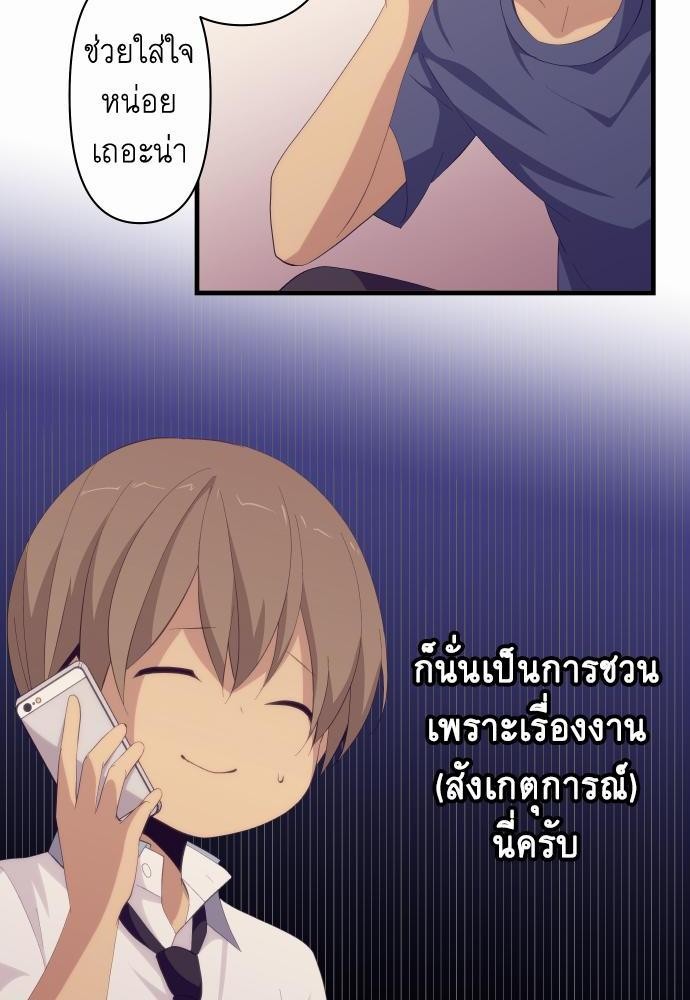 ช่วยใส่ใจ
หน่อย
เถอะน่า
ก็นั่นเป็นการชวน
เพราะเรื่องงาน
(สังเกตุการณ์)
นี่ครับ